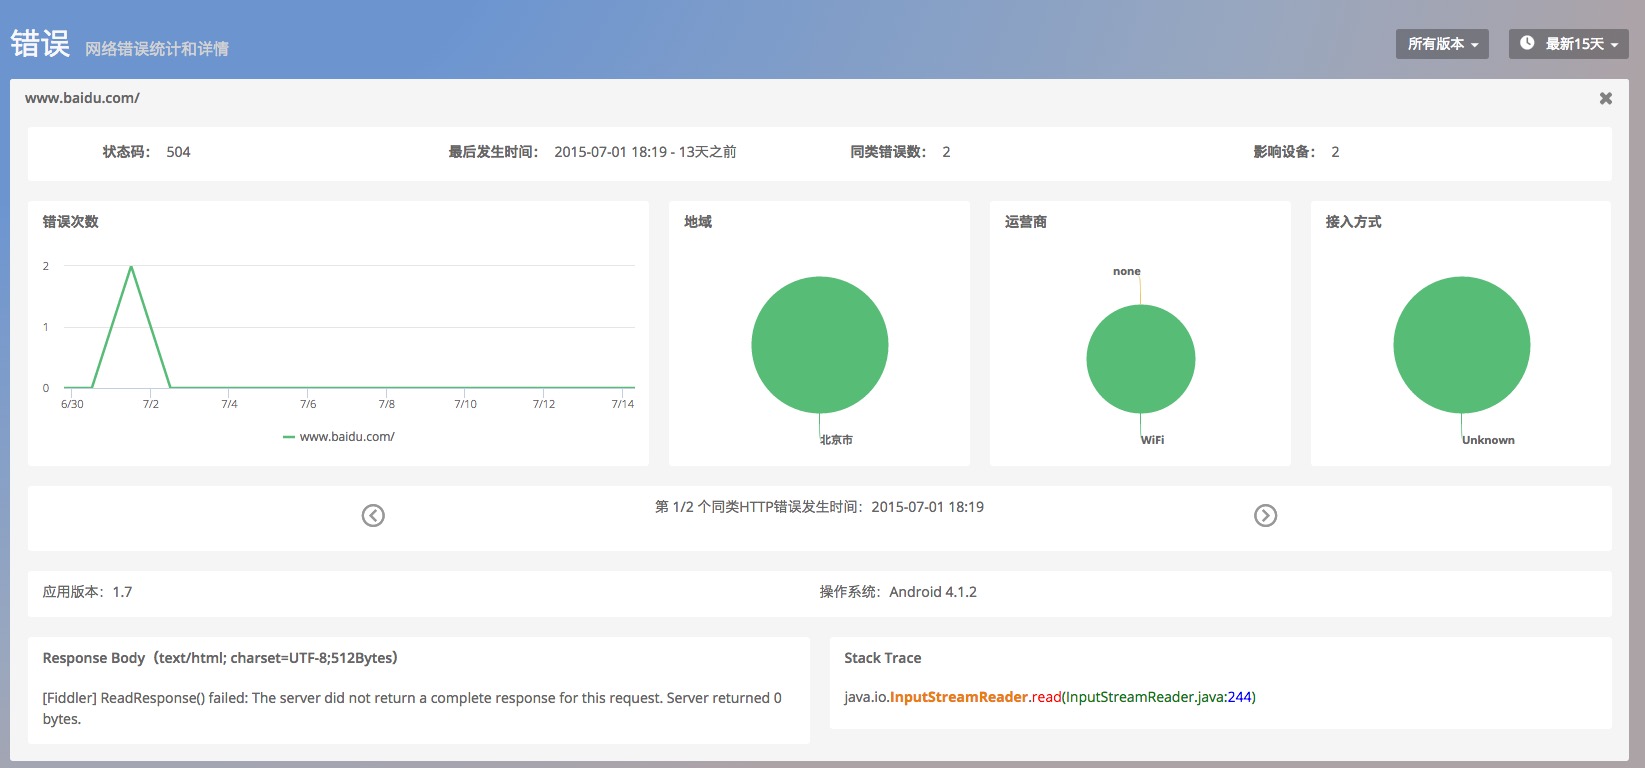 错误 网络错误统计和详情
所有版本
最新15天
www.baidu.com/
状态码： 504
最后发生时间： 2015-07-01 18:19 - 13天之前
同类错误数： 2
影响设备： 2
错误次数
2
1
0
6/30 7/2 7/4 7/6 7/8 7/10 7/12 7/14
www.baidu.com/
地域
北京市
运营商
none
WiFi
接入方式
Unknown
第 1/2 个同类HTTP错误发生时间：2015-07-01 18:19
应用版本：1.7
操作系统：Android 4.1.2
Response Body（text/html; charset=UTF-8;512Bytes）
[Fiddler] ReadResponse() failed: The server did not return a complete response for this request. Server returned 0
bytes.
Stack Trace
java.io.InputStreamReader.read(InputStreamReader.java:244)